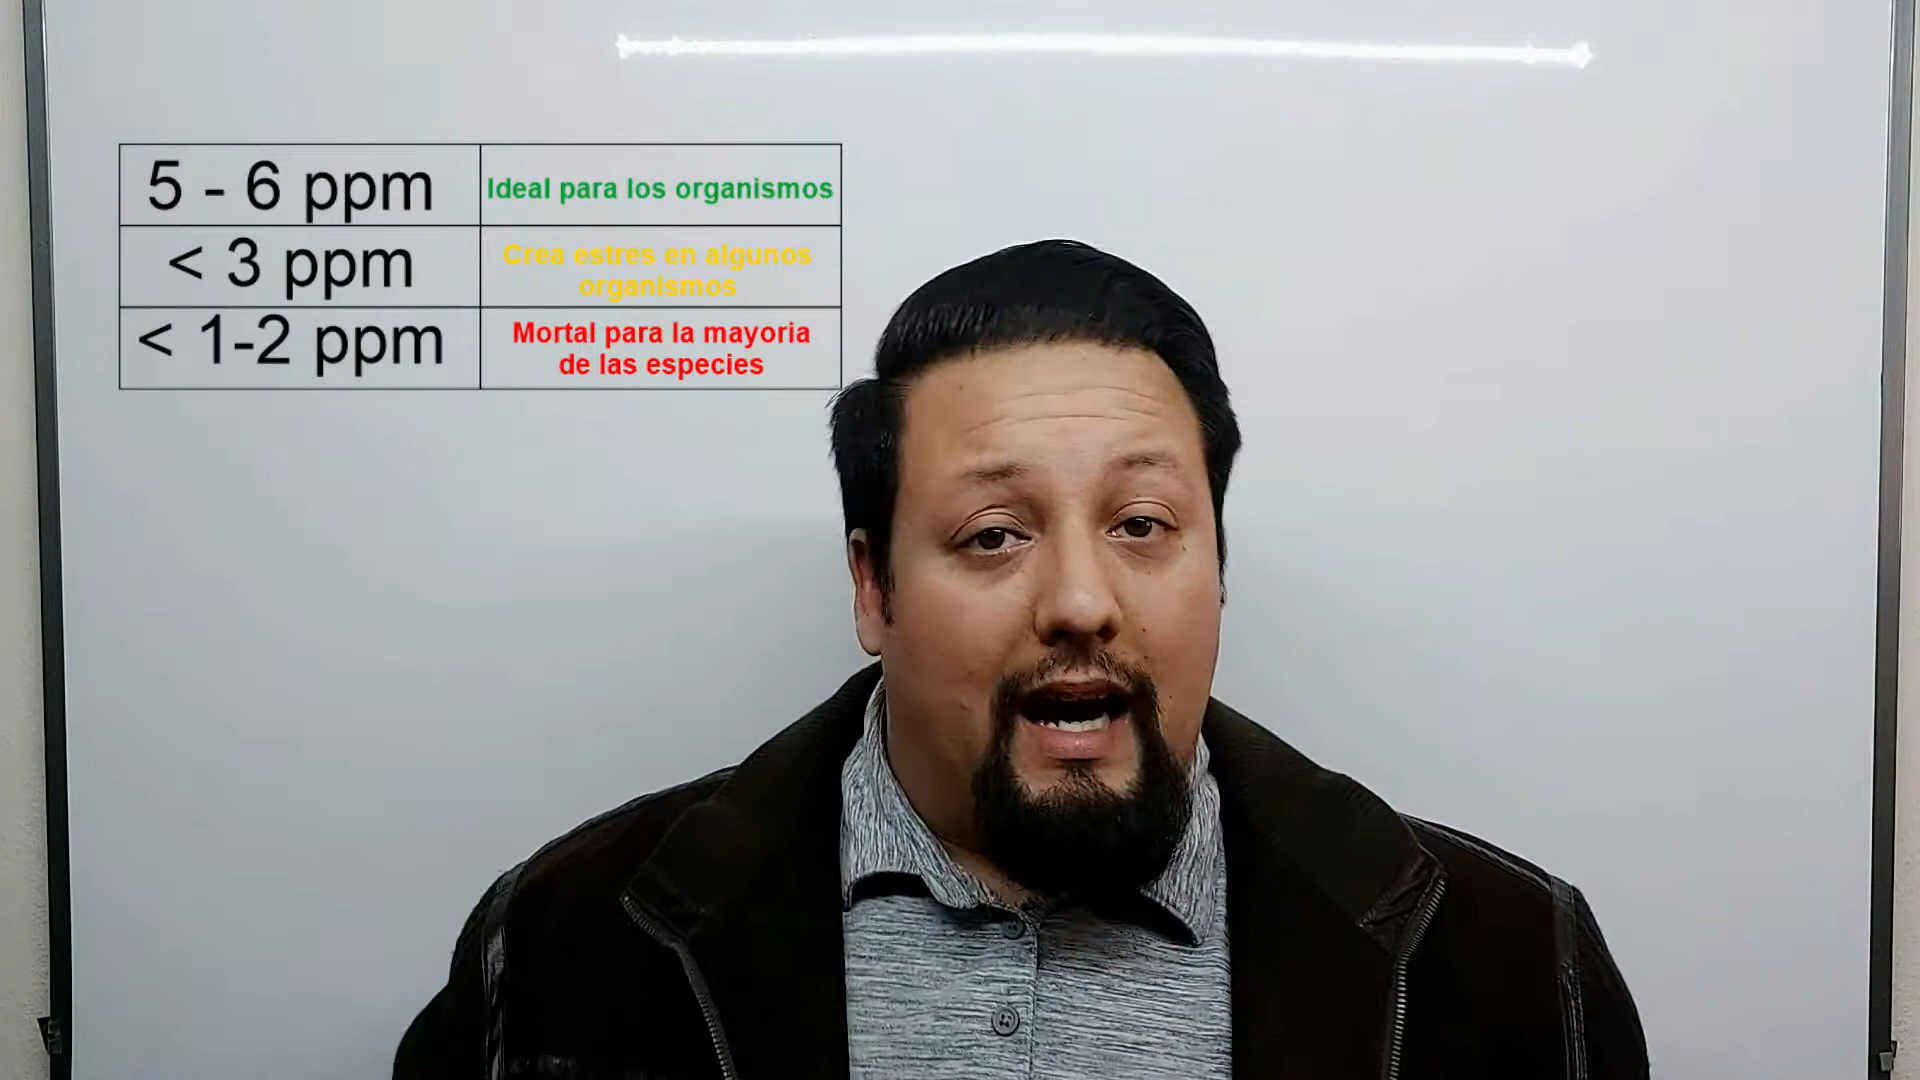 5 - 6 ppm
Ideal para los organismos
< 3 ppm
Crea estres en algunos
organismos
< 1-2 ppm
Mortal para la mayoria
de las especies